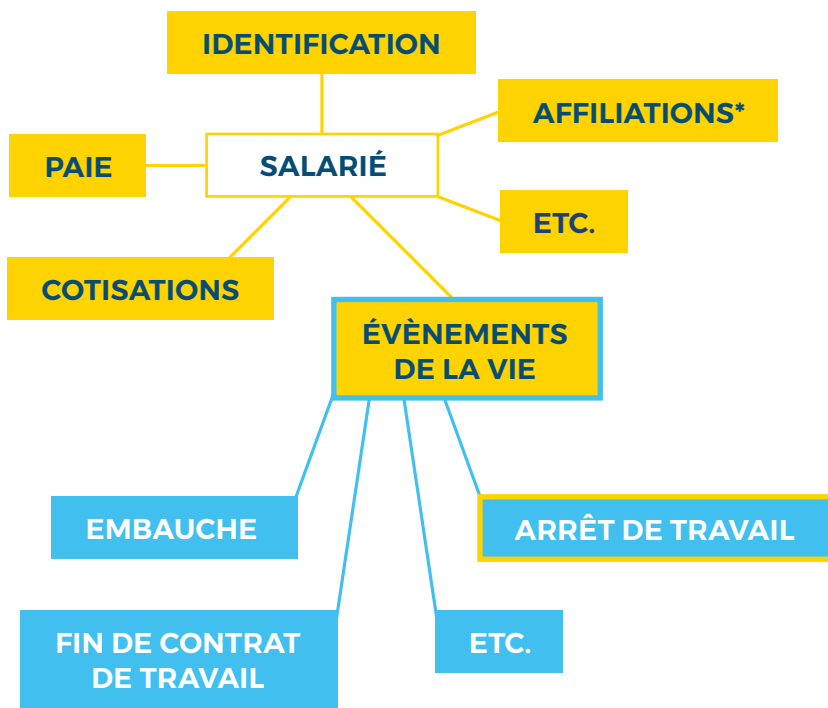 IDENTIFICATION
AFFILIATIONS*
PAIE
SALARIÉ
ETC.
COTISATIONS
ÉVÈNEMENTS
DE LA VIE
EMBAUCHE
ARRÊT DE TRAVAIL
FIN DE CONTRAT
DE TRAVAIL
ETC.